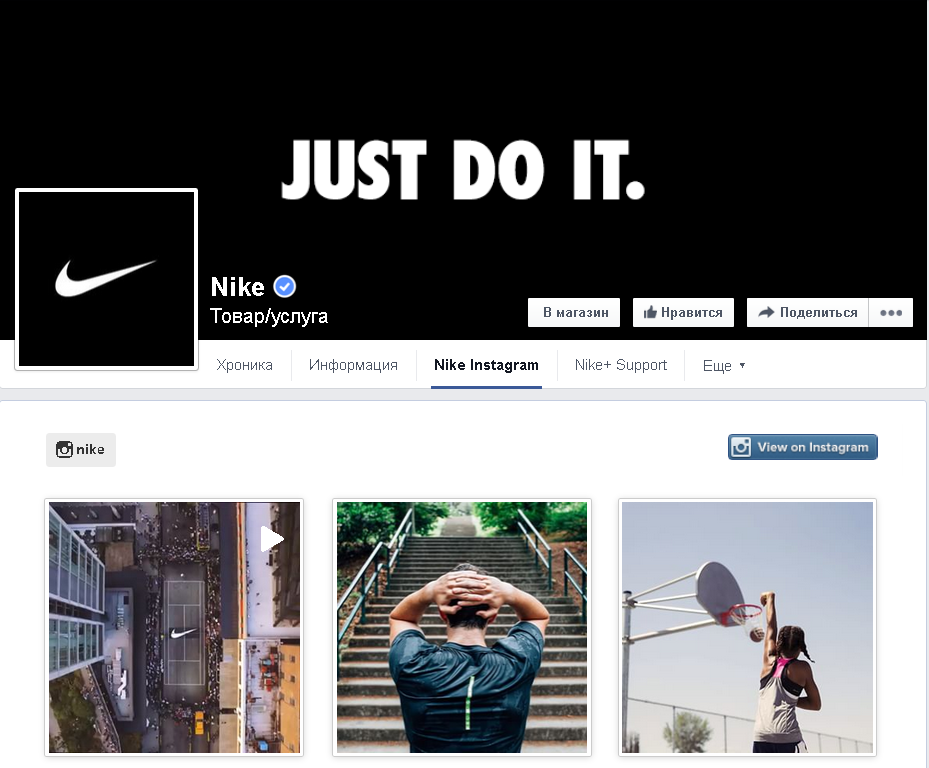 JUST DO IT.
Nike
Товар/услуга
В магазин
Нравится
Поделиться
Хроника
Информация
Nike Instagram
Nike+ Support
Еще
nike
View on Instagram